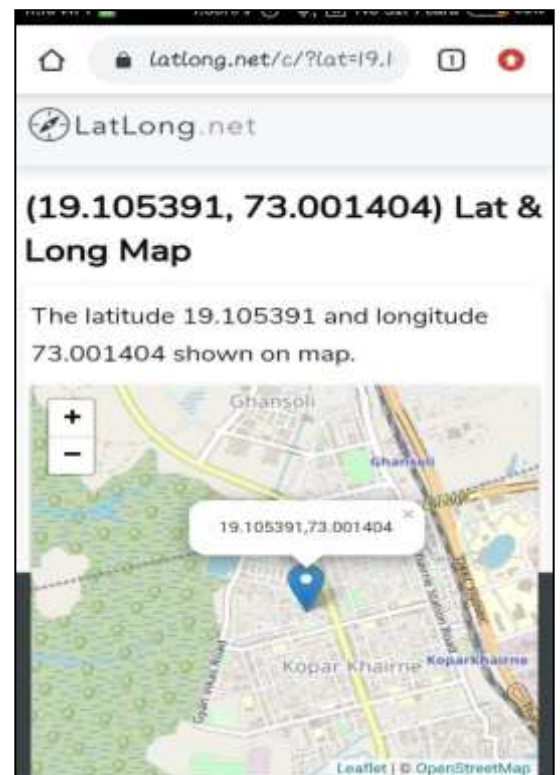 latlong.net/c/?lat=19.1
1
LatLong.net
(19.105391, 73.001404) Lat &
Long Map
The latitude 19.105391 and longitude
73.001404 shown on map.
+
−
Ghansoli
Ghansoli
19.105391,73.001404
×
Kopar Khairne
Koparkhairne
Leaflet | © OpenStreetMap